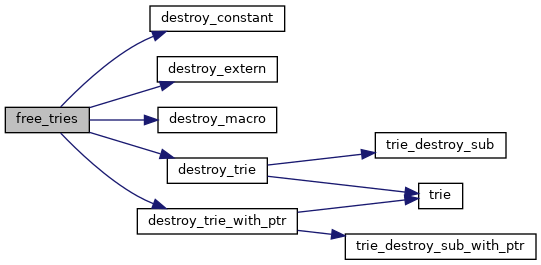 destroy_constant
destroy_extern
free_tries
destroy_macro
trie_destroy_sub
destroy_trie
trie
destroy_trie_with_ptr
trie_destroy_sub_with_ptr